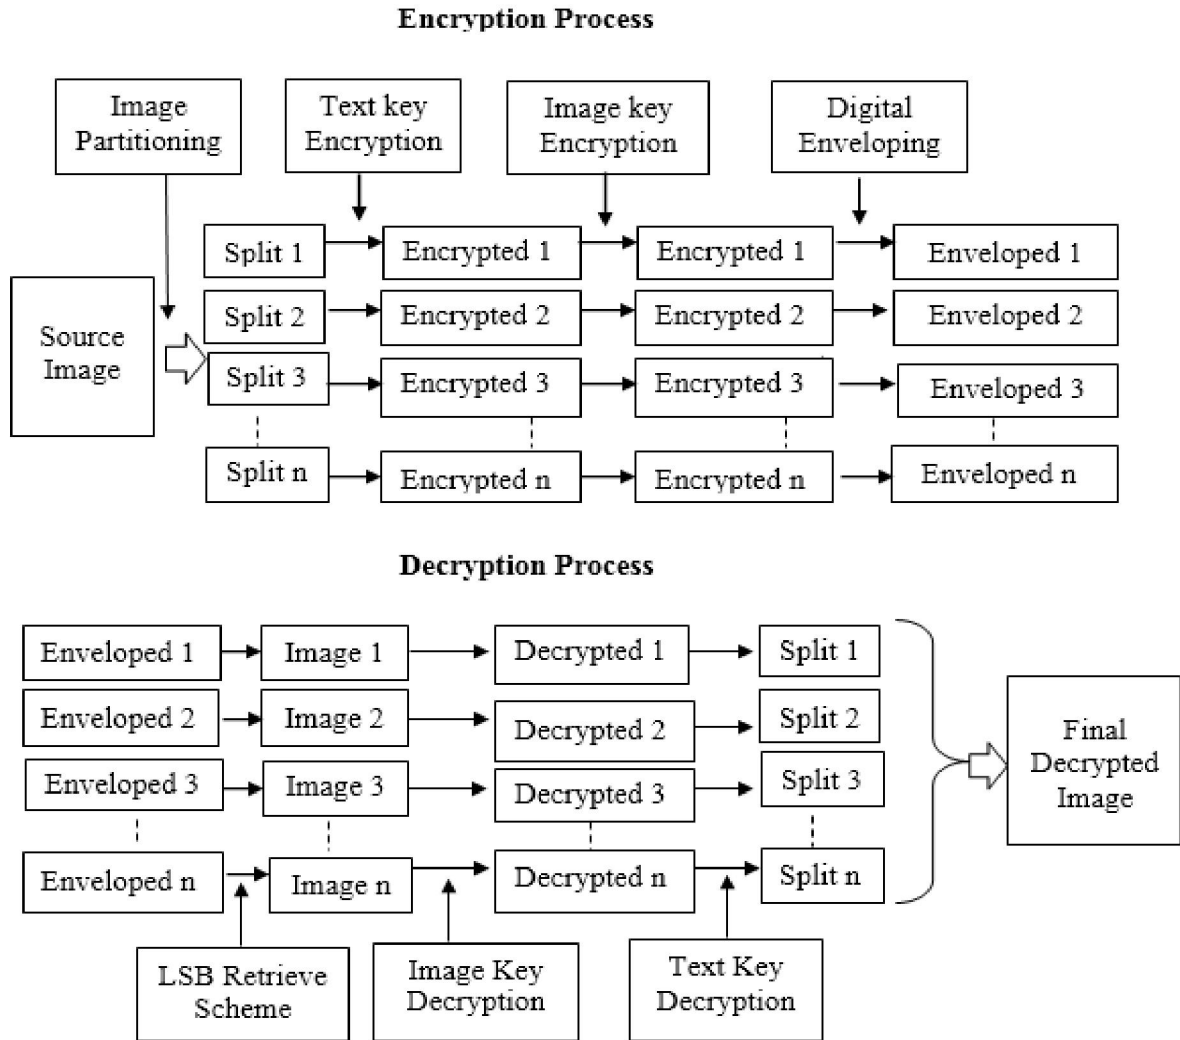 Encryption Process
Image
Partitioning
Text key
Encryption
Image key
Encryption
Digital
Enveloping
Source
Image
Split 1
Encrypted 1
Encrypted 1
Enveloped 1
Split 2
Encrypted 2
Encrypted 2
Enveloped 2
Split 3
Encrypted 3
Encrypted 3
Enveloped 3
Split n
Encrypted n
Encrypted n
Enveloped n
Decryption Process
Enveloped 1
Image 1
Decrypted 1
Split 1
Enveloped 2
Image 2
Decrypted 2
Split 2
Enveloped 3
Image 3
Decrypted 3
Split 3
Enveloped n
Image n
Decrypted n
Split n
Final
Decrypted
Image
LSB Retrieve
Scheme
Image Key
Decryption
Text Key
Decryption